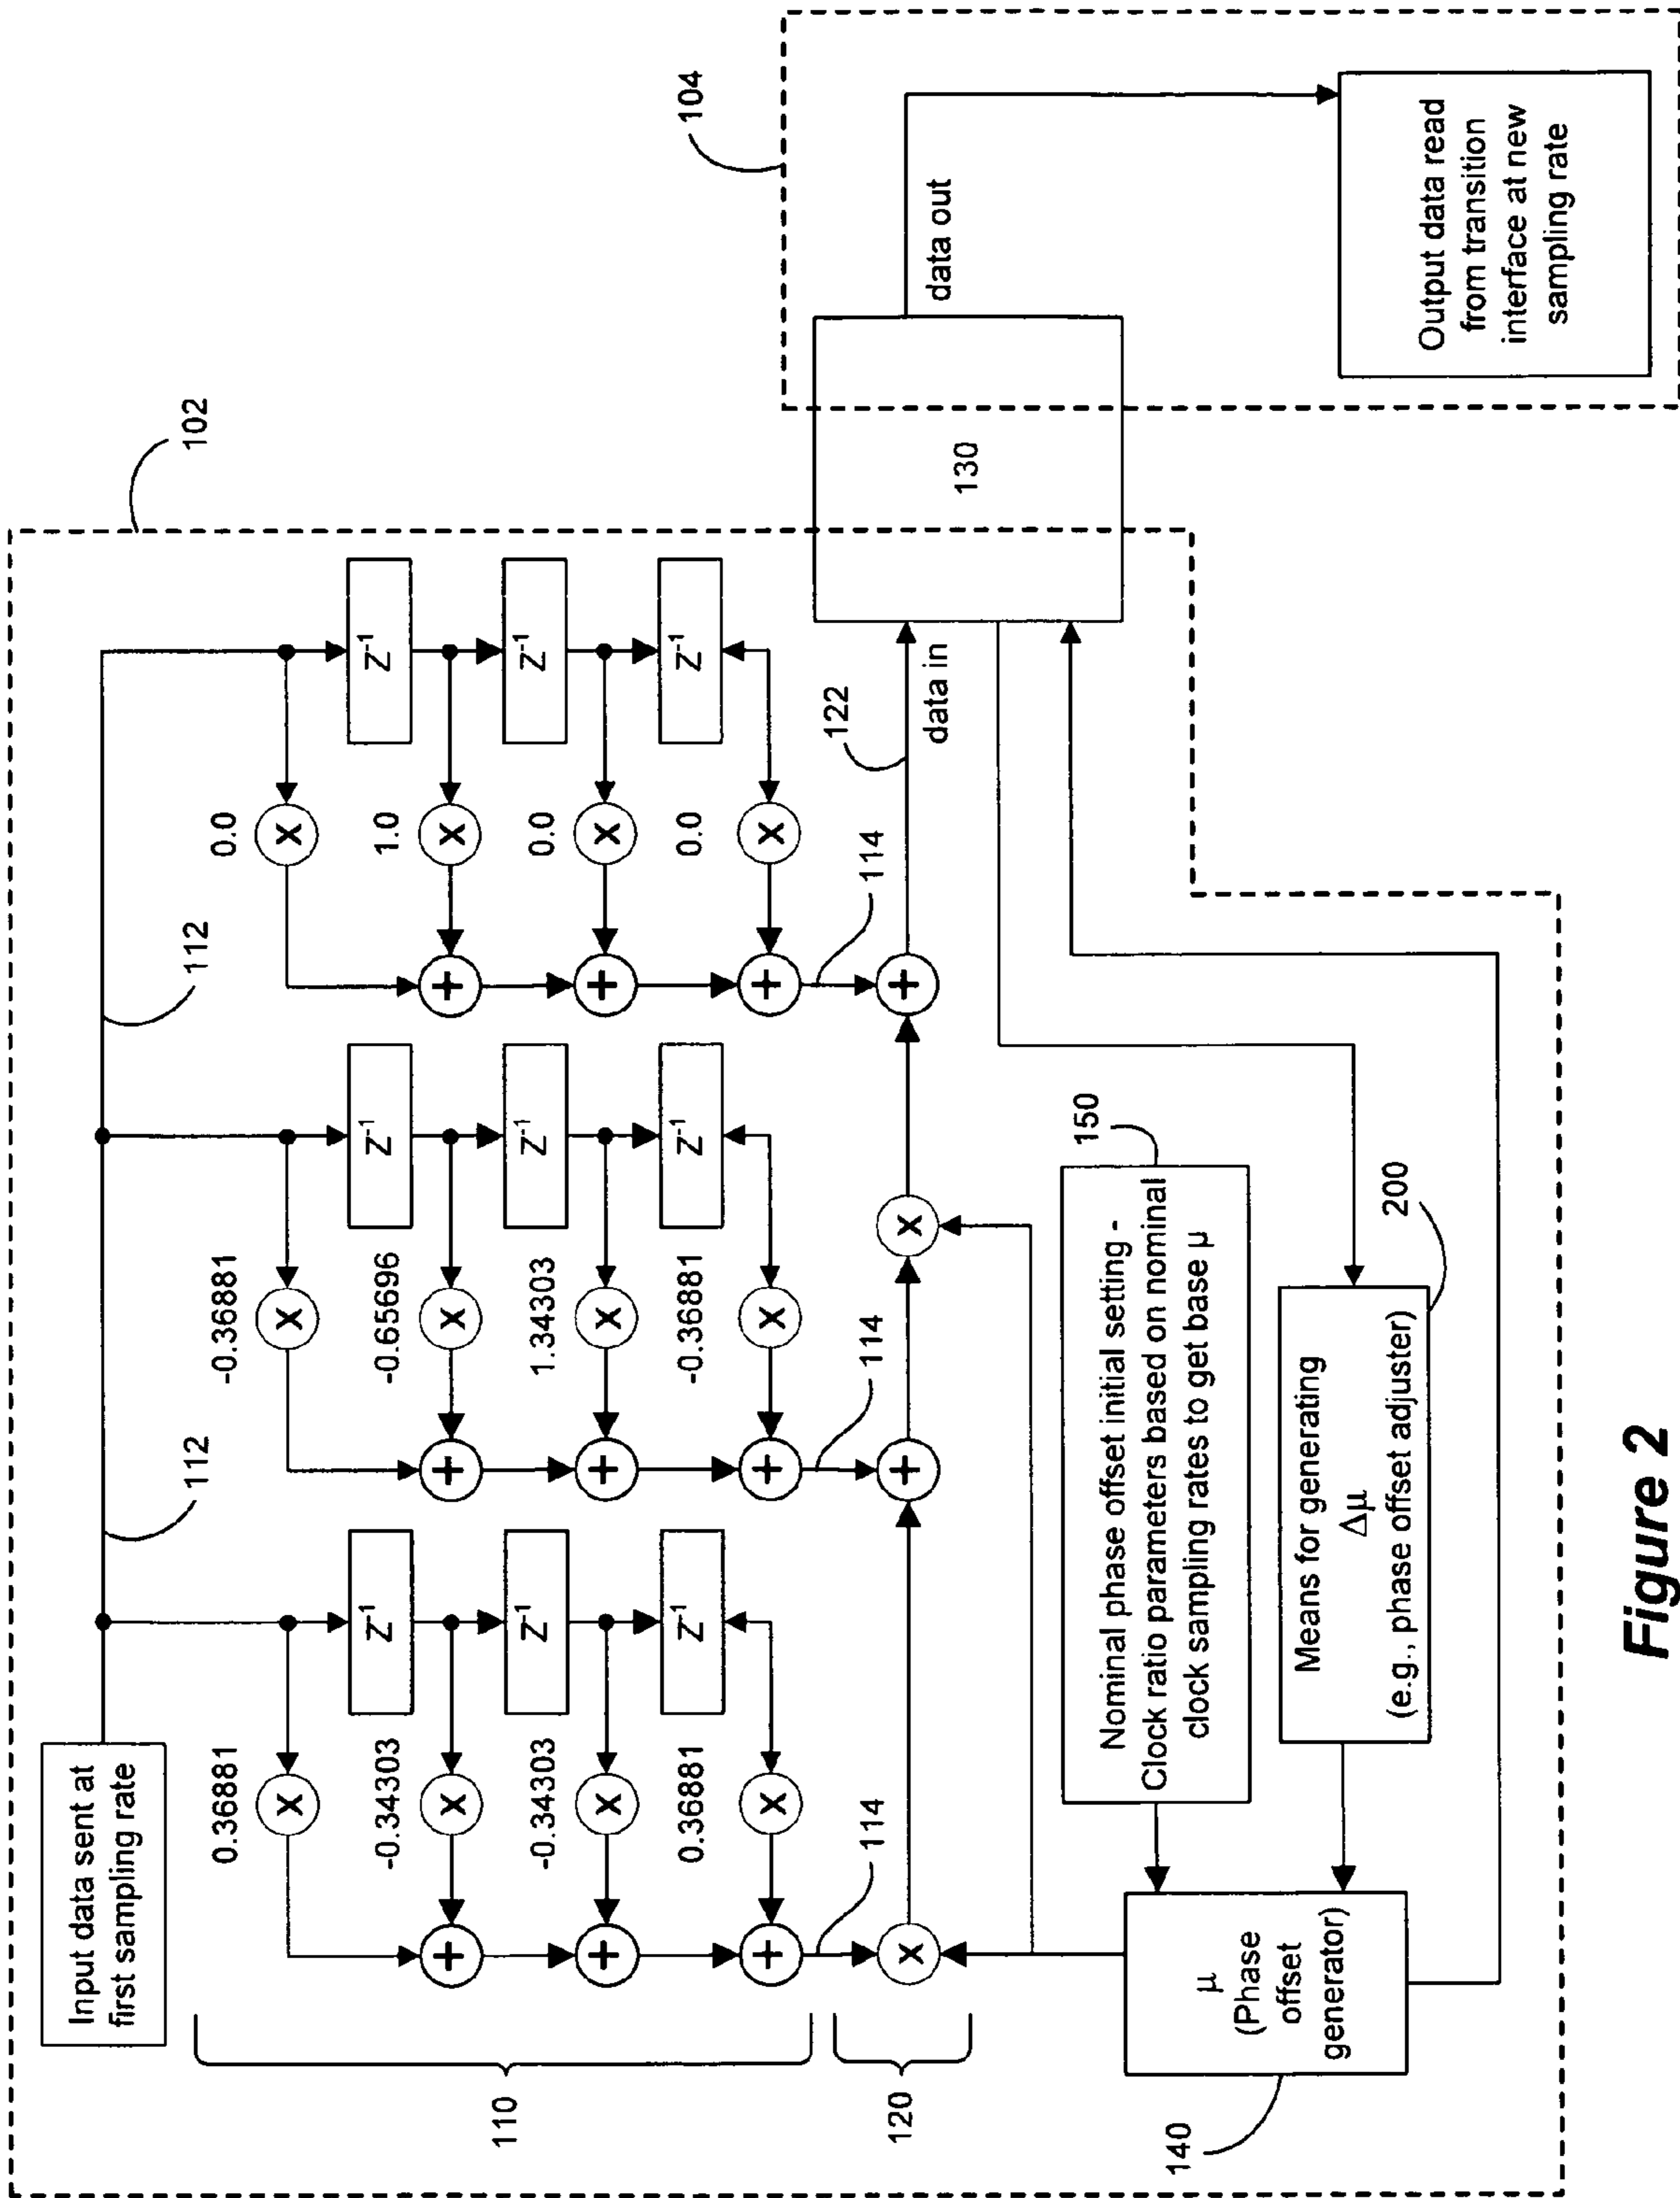 Input data sent at
first sampling rate
112
112
102
104
0.36881
-0.36881
0.0
Z-1
Z-1
Z-1
-0.34303
-0.65696
1.0
X
X
X
Z-1
Z-1
Z-1
-0.34303
1.34303
0.0
X
X
X
+
+
+
Z-1
Z-1
Z-1
0.36881
-0.36881
0.0
X
X
X
+
+
+
110
X
X
X
+
+
+
114
114
114
122
120
X
+
X
+
data in
130
data out
140
μ
(Phase
offset
generator)
150
Nominal phase offset initial setting -
Clock ratio parameters based on nominal
clock sampling rates to get base μ
200
Means for generating
Δμ
(e.g., phase offset adjuster)
Output data read
from transition
interface at new
sampling rate
Figure 2